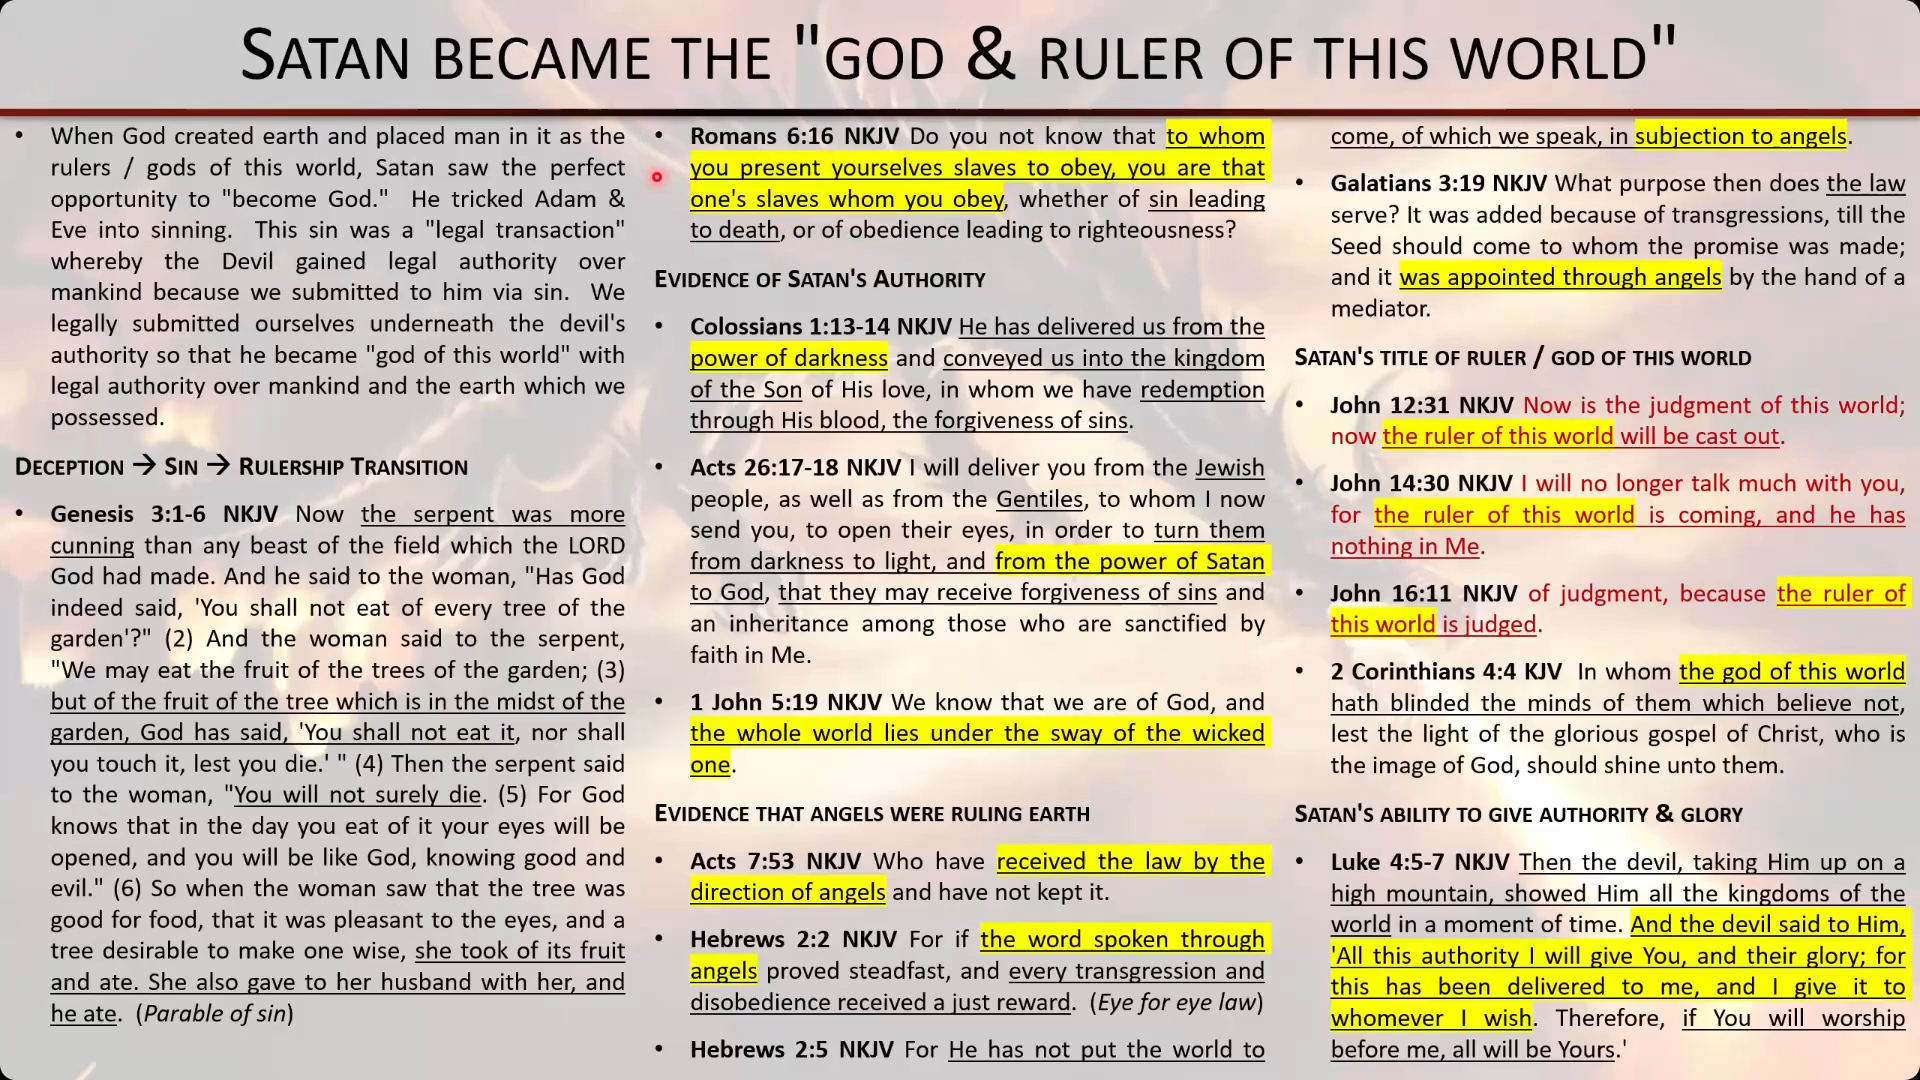 SATAN BECAME THE "GOD & RULER OF THIS WORLD"
• When God created earth and placed man in it as the
rulers / gods of this world, Satan saw the perfect
opportunity to "become God." He tricked Adam &
Eve into sinning. This sin was a "legal transaction"
whereby the Devil gained legal authority over
mankind because we submitted to him via sin. We
legally submitted ourselves underneath the devil's
authority so that he became "god of this world" with
legal authority over mankind and the earth which we
possessed.
DECEPTION → SIN → RULERSHIP TRANSITION
• Genesis 3:1-6 NKJV Now the serpent was more
cunning than any beast of the field which the LORD
God had made. And he said to the woman, "Has God
indeed said, 'You shall not eat of every tree of the
garden'?" (2) And the woman said to the serpent,
"We may eat the fruit of the trees of the garden; (3)
but of the fruit of the tree which is in the midst of the
garden, God has said, 'You shall not eat it, nor shall
you touch it, lest you die.' " (4) Then the serpent said
to the woman, "You will not surely die. (5) For God
knows that in the day you eat of it your eyes will be
opened, and you will be like God, knowing good and
evil." (6) So when the woman saw that the tree was
good for food, that it was pleasant to the eyes, and a
tree desirable to make one wise, she took of its fruit
and ate. She also gave to her husband with her, and
he ate. (Parable of sin)
• Romans 6:16 NKJV Do you not know that to whom
you present yourselves slaves to obey, you are that
one's slaves whom you obey, whether of sin leading
to death, or of obedience leading to righteousness?
EVIDENCE OF SATAN'S AUTHORITY
• Colossians 1:13-14 NKJV He has delivered us from the
power of darkness and conveyed us into the kingdom
of the Son of His love, in whom we have redemption
through His blood, the forgiveness of sins.
• Acts 26:17-18 NKJV I will deliver you from the Jewish
people, as well as from the Gentiles, to whom I now
send you, to open their eyes, in order to turn them
from darkness to light, and from the power of Satan
to God, that they may receive forgiveness of sins and
an inheritance among those who are sanctified by
faith in Me.
• 1 John 5:19 NKJV We know that we are of God, and
the whole world lies under the sway of the wicked
one.
EVIDENCE THAT ANGELS WERE RULING EARTH
• Acts 7:53 NKJV Who have received the law by the
direction of angels and have not kept it.
• Hebrews 2:2 NKJV For if the word spoken through
angels proved steadfast, and every transgression and
disobedience received a just reward. (Eye for eye law)
• Hebrews 2:5 NKJV For He has not put the world to
come, of which we speak, in subjection to angels.
• Galatians 3:19 NKJV What purpose then does the law
serve? It was added because of transgressions, till the
Seed should come to whom the promise was made;
and it was appointed through angels by the hand of a
mediator.
SATAN'S TITLE OF RULER / GOD OF THIS WORLD
• John 12:31 NKJV Now is the judgment of this world;
now the ruler of this world will be cast out.
• John 14:30 NKJV I will no longer talk much with you,
for the ruler of this world is coming, and he has
nothing in Me.
• John 16:11 NKJV of judgment, because the ruler of
this world is judged.
• 2 Corinthians 4:4 KJV In whom the god of this world
hath blinded the minds of them which believe not,
lest the light of the glorious gospel of Christ, who is
the image of God, should shine unto them.
SATAN'S ABILITY TO GIVE AUTHORITY & GLORY
• Luke 4:5-7 NKJV Then the devil, taking Him up on a
high mountain, showed Him all the kingdoms of the
world in a moment of time. And the devil said to Him,
'All this authority I will give You, and their glory; for
this has been delivered to me, and I give it to
whomever I wish. Therefore, if You will worship
before me, all will be Yours.'